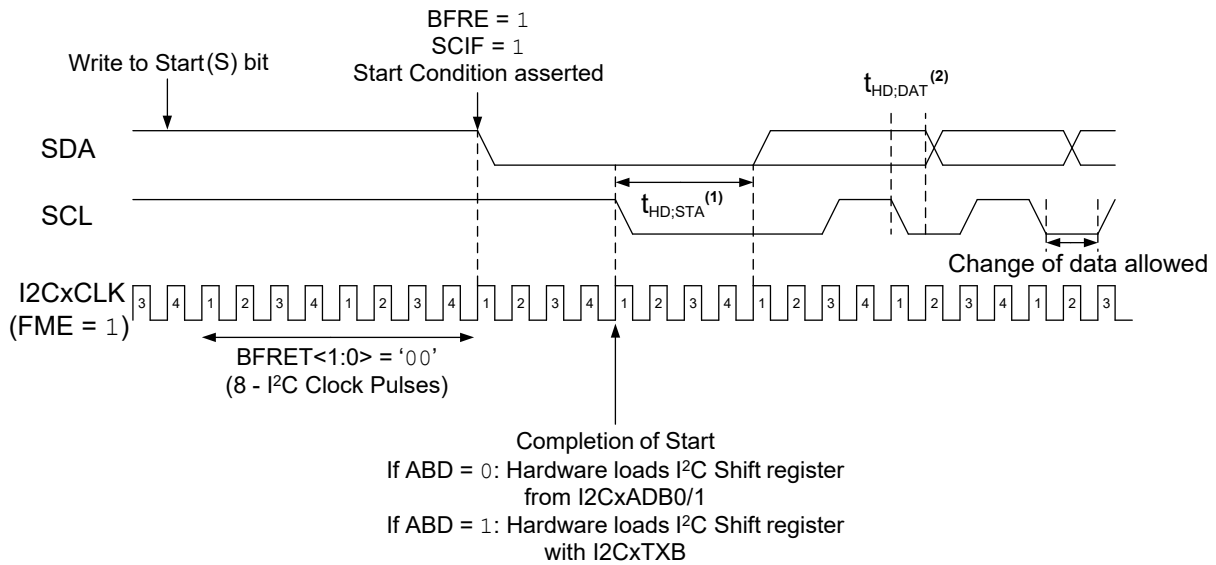 BFRE = 1
SCIF = 1
Start Condition asserted
Write to Start(S) bit
tHD;DAT(2)
SDA
tHD;STA(1)
SCL
Change of data allowed
I2CxCLK
(FME = 1)
3 4 1 2 3 4 1 2 3 4 1 2 3 4 1 2 3 4 1 2 3 4 1 2 3 4 1 2 3
BFRET<1:0> = ‘00’
(8 - I²C Clock Pulses)
Completion of Start
If ABD = 0: Hardware loads I²C Shift register
from I2CxADB0/1
If ABD = 1: Hardware loads I²C Shift register
with I2CxTXB